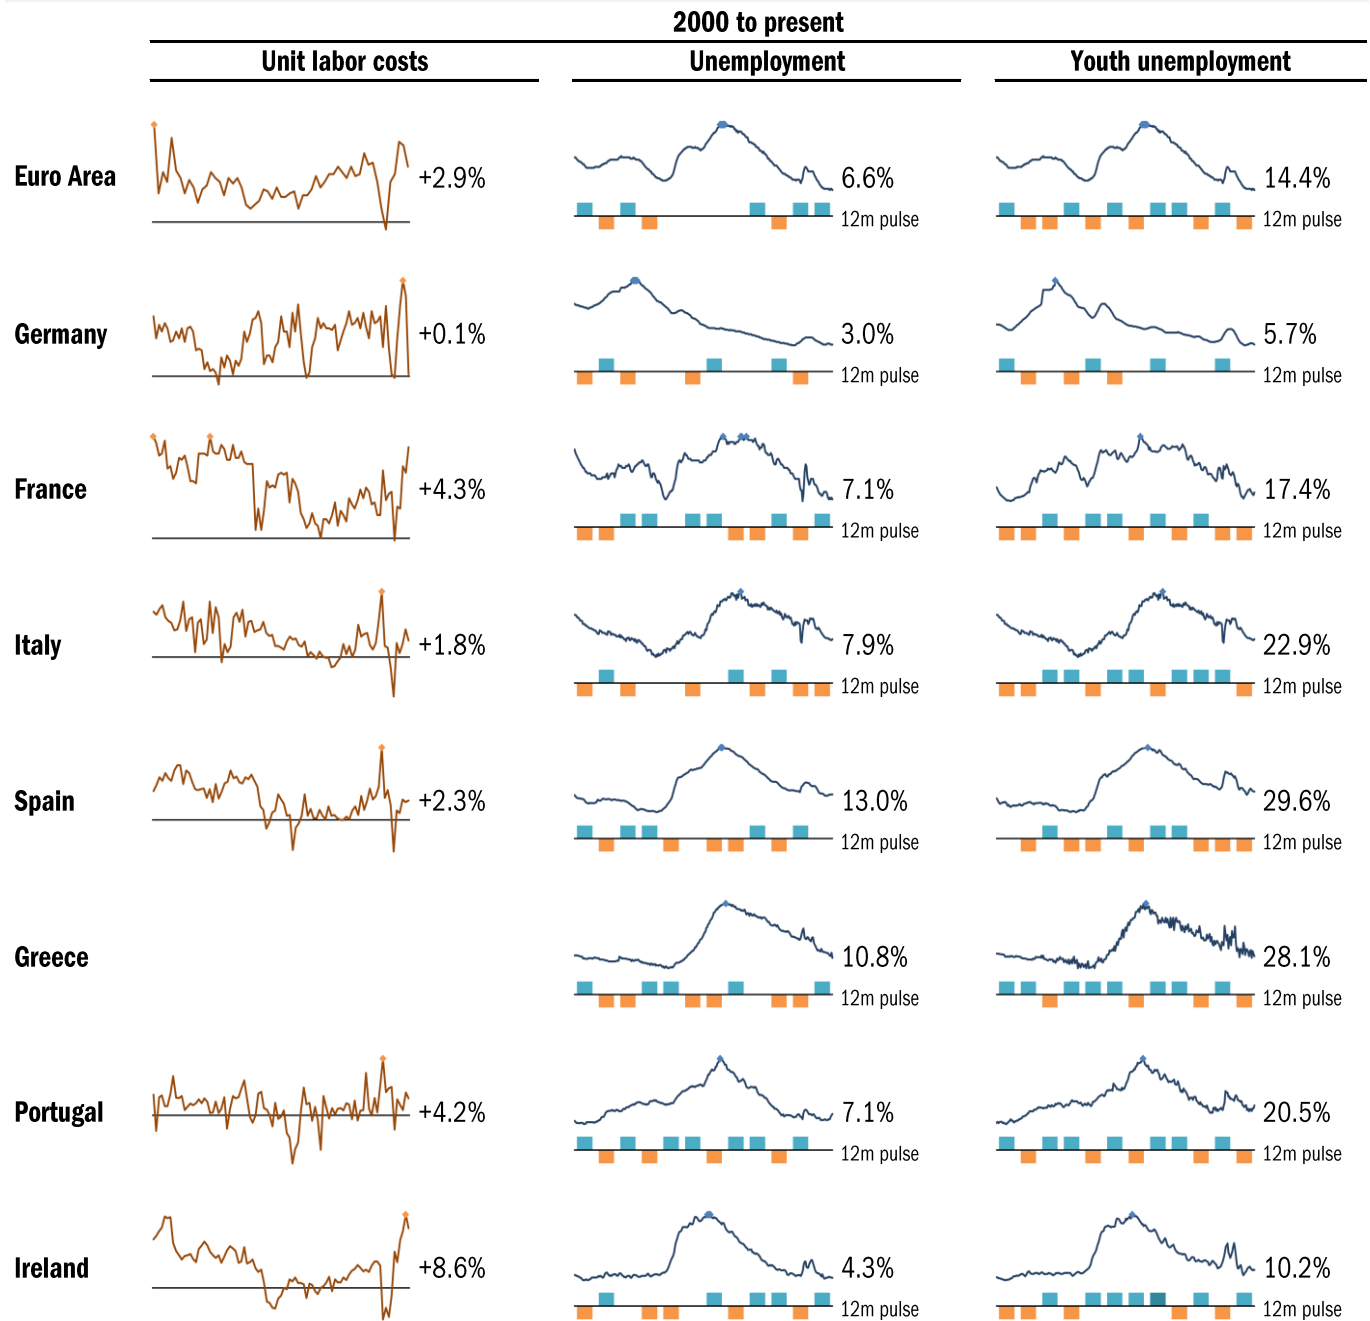 2000 to present
Unit labor costs Unemployment Youth unemployment
Euro Area +2.9% 6.6% 14.4%
12m pulse 12m pulse
Germany +0.1% 3.0% 5.7%
12m pulse 12m pulse
France +4.3% 7.1% 17.4%
12m pulse 12m pulse
Italy +1.8% 7.9% 22.9%
12m pulse 12m pulse
Spain +2.3% 13.0% 29.6%
12m pulse 12m pulse
Greece 10.8% 28.1%
12m pulse 12m pulse
Portugal +4.2% 7.1% 20.5%
12m pulse 12m pulse
Ireland +8.6% 4.3% 10.2%
12m pulse 12m pulse